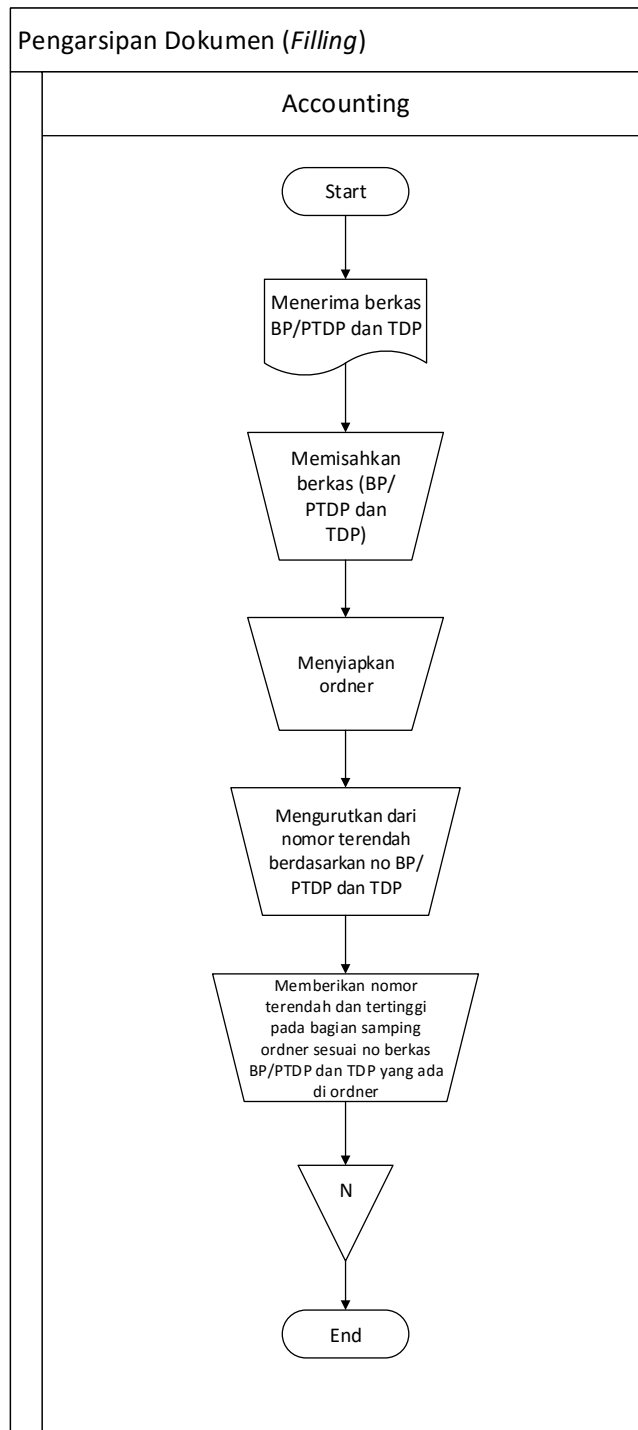 Pengarsipan Dokumen (Filling)
Accounting
Start
Menerima berkas
BP/PTDP dan TDP
Memisahkan
berkas (BP/
PTDP dan
TDP)
Menyiapkan
ordner
Mengurutkan dari
nomor terendah
berdasarkan no BP/
PTDP dan TDP
Memberikan nomor
terendah dan tertinggi
pada bagian samping
ordner sesuai no berkas
BP/PTDP dan TDP yang ada
di ordner
N
End